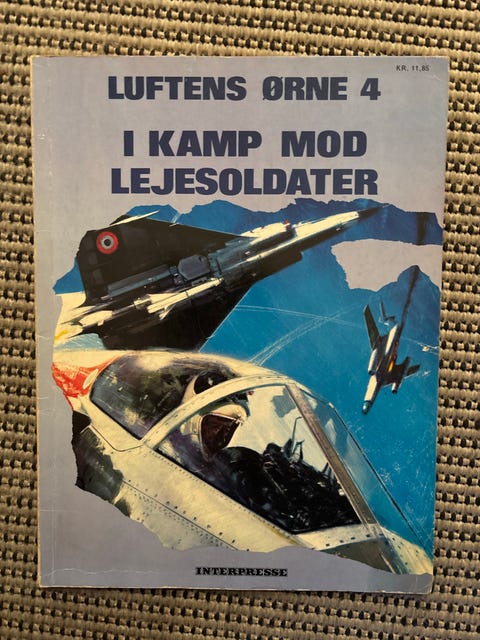 KR. 11,85
LUFTENS ØRNE 4
I KAMP MOD
LEJESOLDATER
INTERPRESSE